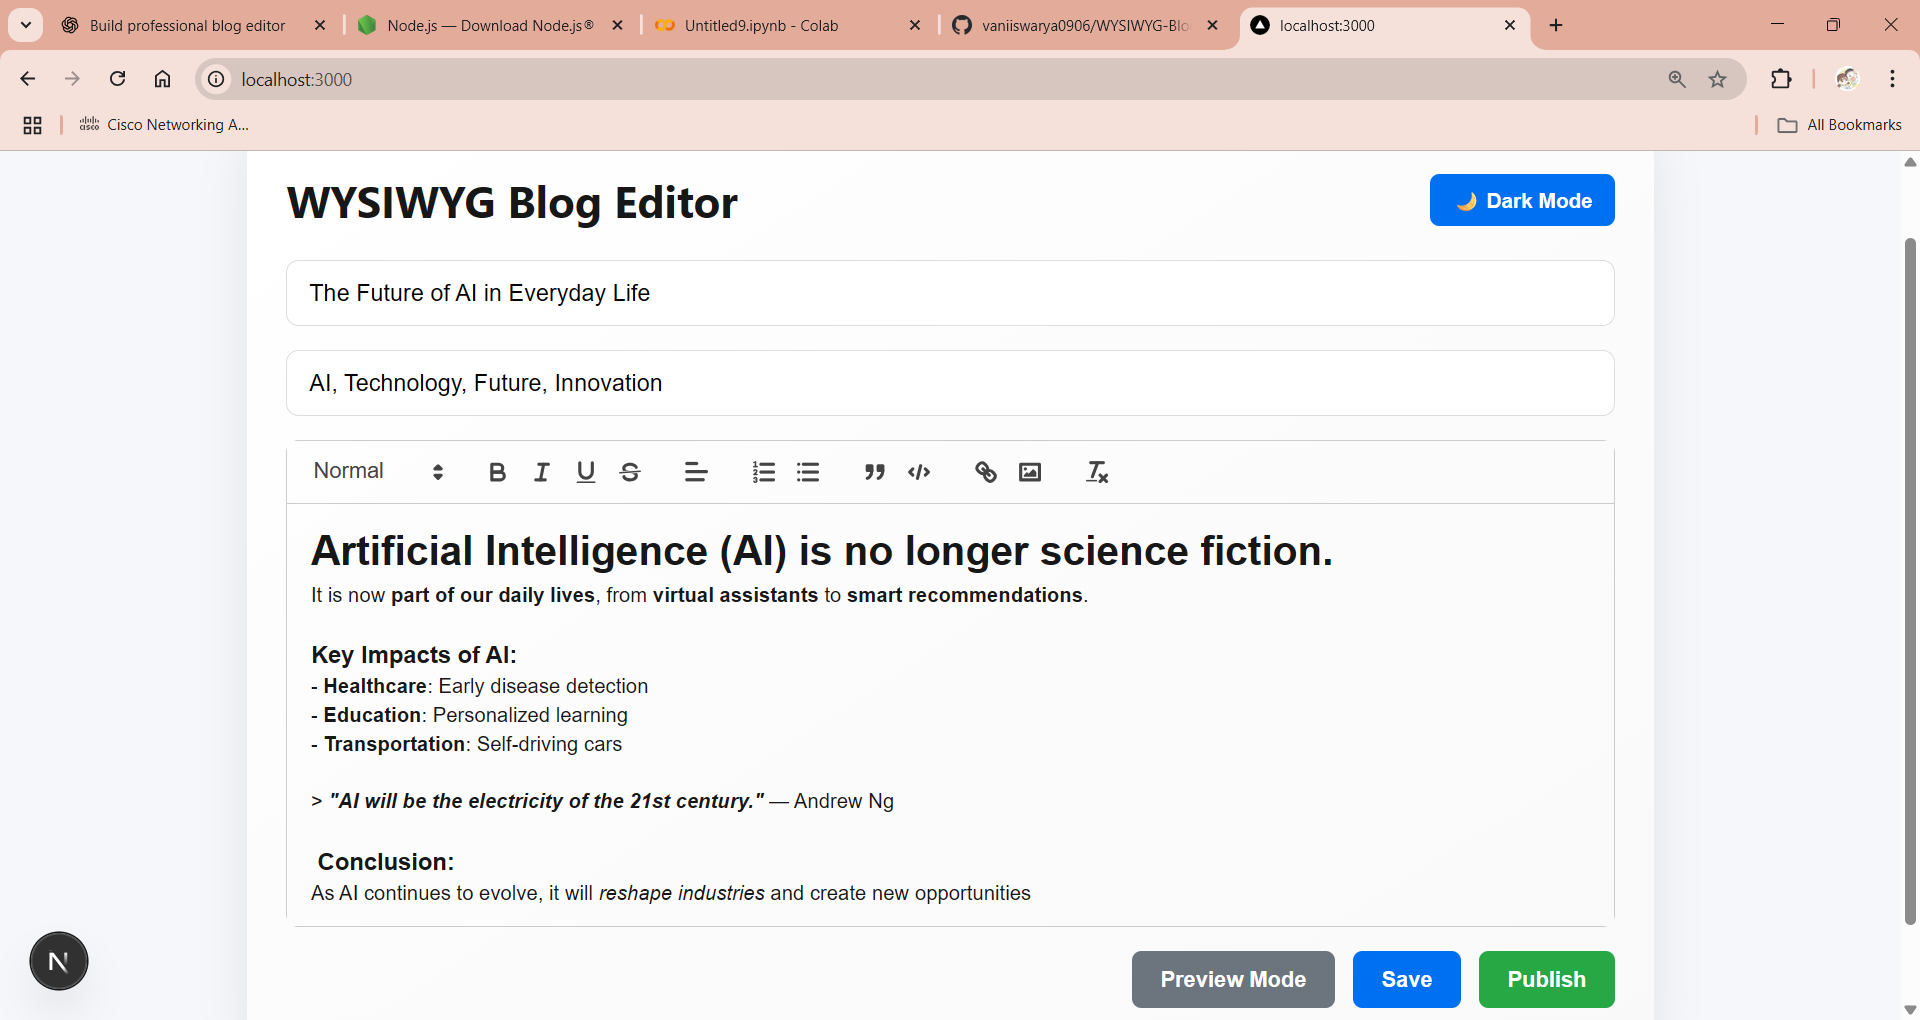 Build professional blog editor
Node.js — Download Node.js®
Untitled9.ipynb - Colab
vaniiswarya0906/WYSIWYG-Blo
localhost:3000
localhost:3000
Cisco Networking A...
All Bookmarks
WYSIWYG Blog Editor
🌙 Dark Mode
The Future of AI in Everyday Life
AI, Technology, Future, Innovation
Normal
Artificial Intelligence (AI) is no longer science fiction.
It is now part of our daily lives, from virtual assistants to smart recommendations.
Key Impacts of AI:
- Healthcare: Early disease detection
- Education: Personalized learning
- Transportation: Self-driving cars
> "AI will be the electricity of the 21st century." — Andrew Ng
Conclusion:
As AI continues to evolve, it will reshape industries and create new opportunities
N
Preview Mode
Save
Publish